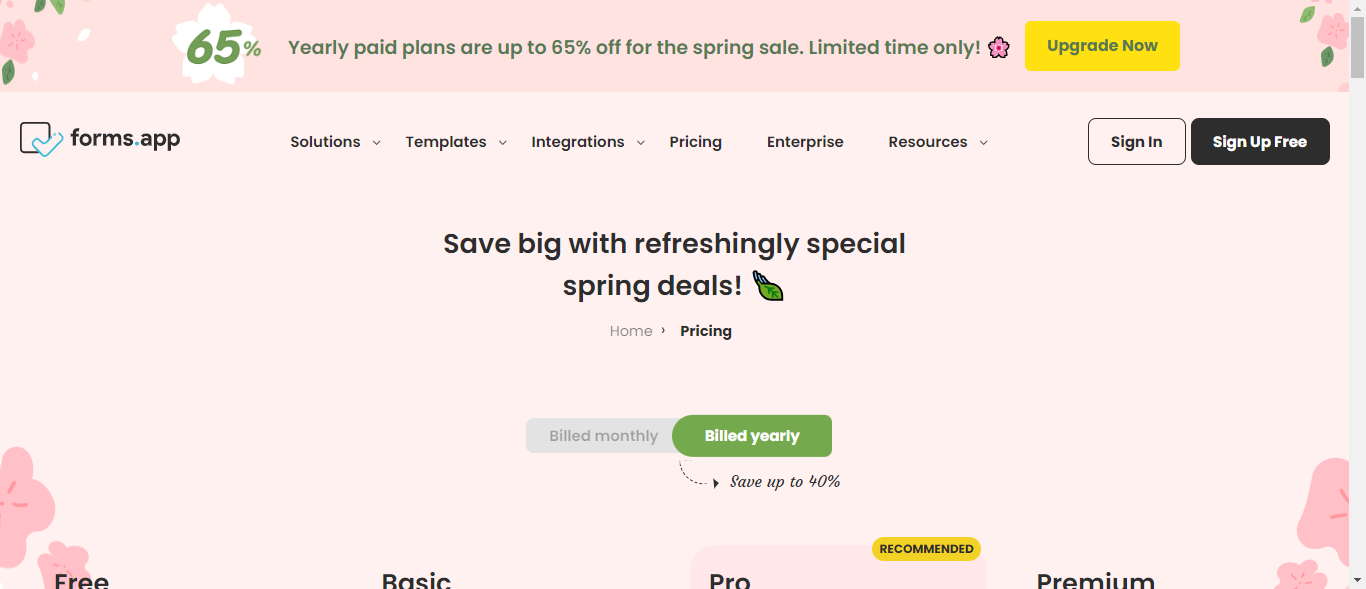 65%
Yearly paid plans are up to 65% off for the spring sale. Limited time only!
Upgrade Now
forms.app
Solutions
Templates
Integrations
Pricing
Enterprise
Resources
Sign In
Sign Up Free
Save big with refreshingly special
spring deals!
Home › Pricing
Billed monthly
Billed yearly
Save up to 40%
RECOMMENDED
Free
Basic
Pro
Premium